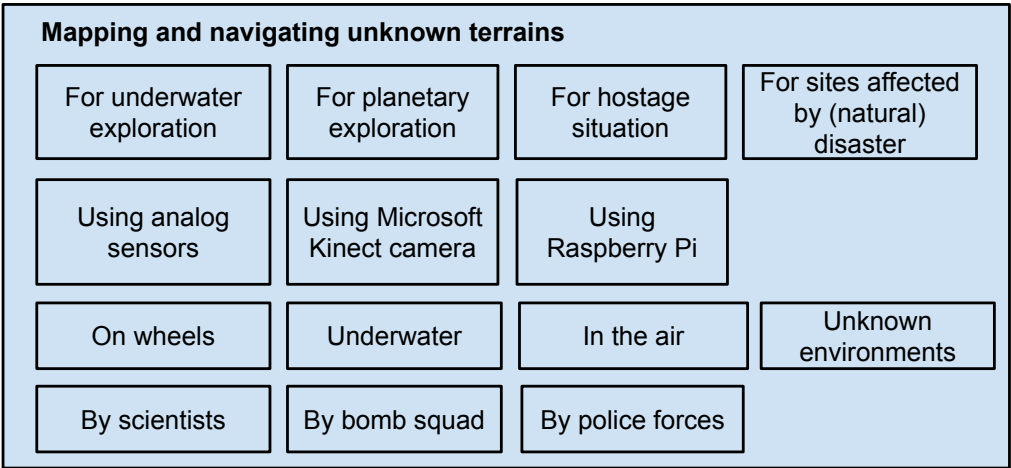 Mapping and navigating unknown terrains
For underwater
exploration
For planetary
exploration
For hostage
situation
For sites affected
by (natural)
disaster
Using analog
sensors
Using Microsoft
Kinect camera
Using
Raspberry Pi
On wheels
Underwater
In the air
Unknown
environments
By scientists
By bomb squad
By police forces